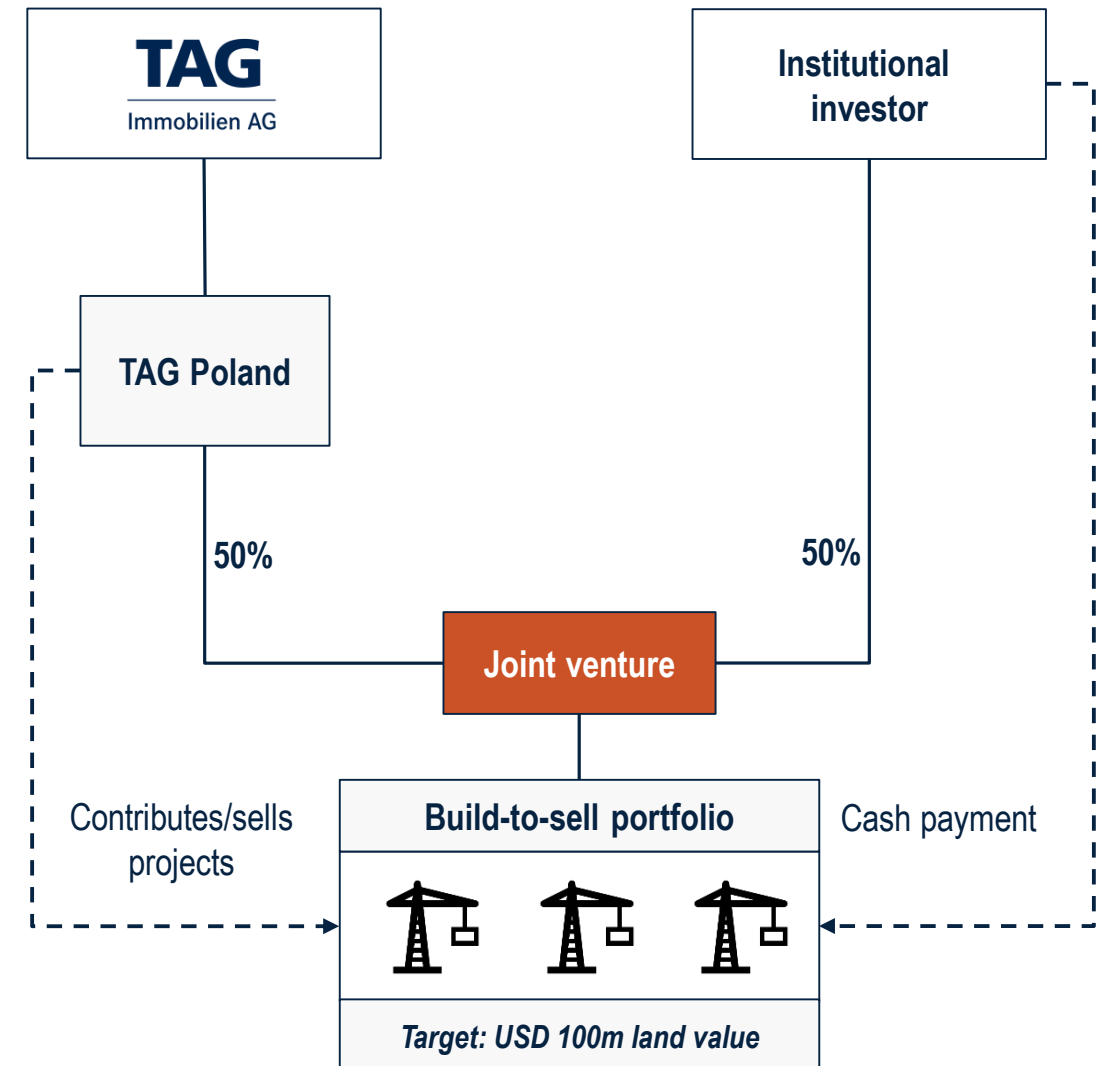 TAG
Immobilien AG
Institutional
investor
TAG Poland
50%
50%
Joint venture
Contributes/sells
projects
Build-to-sell portfolio
Cash payment
Target: USD 100m land value